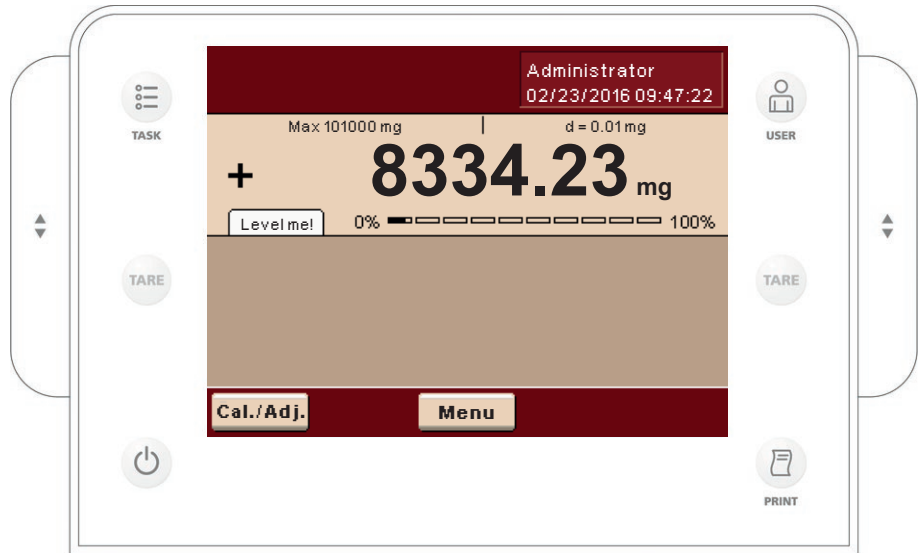 Administrator
02/23/2016 09:47:22
TASK
USER
Max 101000 mg | d = 0.01 mg
+ 8334.23 mg
Level me! 0% 100%
TARE
TARE
Cal./Adj. Menu
PRINT